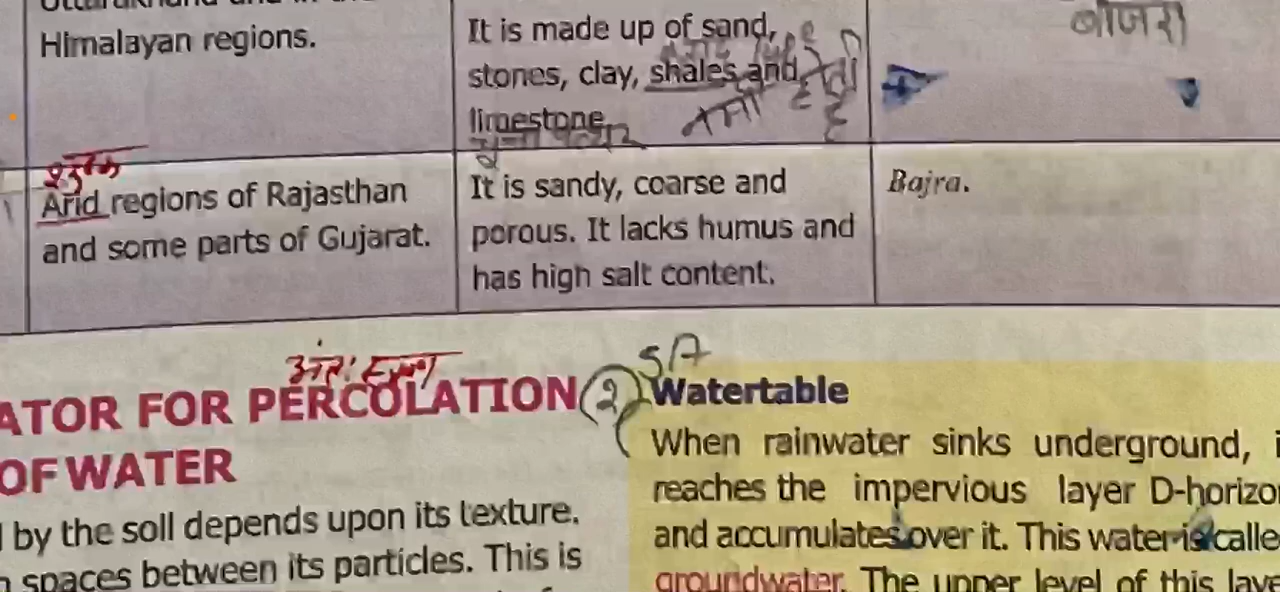 Himalayan regions.
It is made up of sand,
stones, clay, shales and
limestone.
बाजरा
शुष्क
Arid regions of Rajasthan
and some parts of Gujarat.
It is sandy, coarse and
porous. It lacks humus and
has high salt content.
Bajra.
ATOR FOR PERCOLATION
OF WATER
by the soil depends upon its texture.
spaces between its particles. This is
2 SA
Watertable
When rainwater sinks underground,
reaches the impervious layer D-horizo
and accumulates over it. This water is calle
groundwater. The upper level of this laye